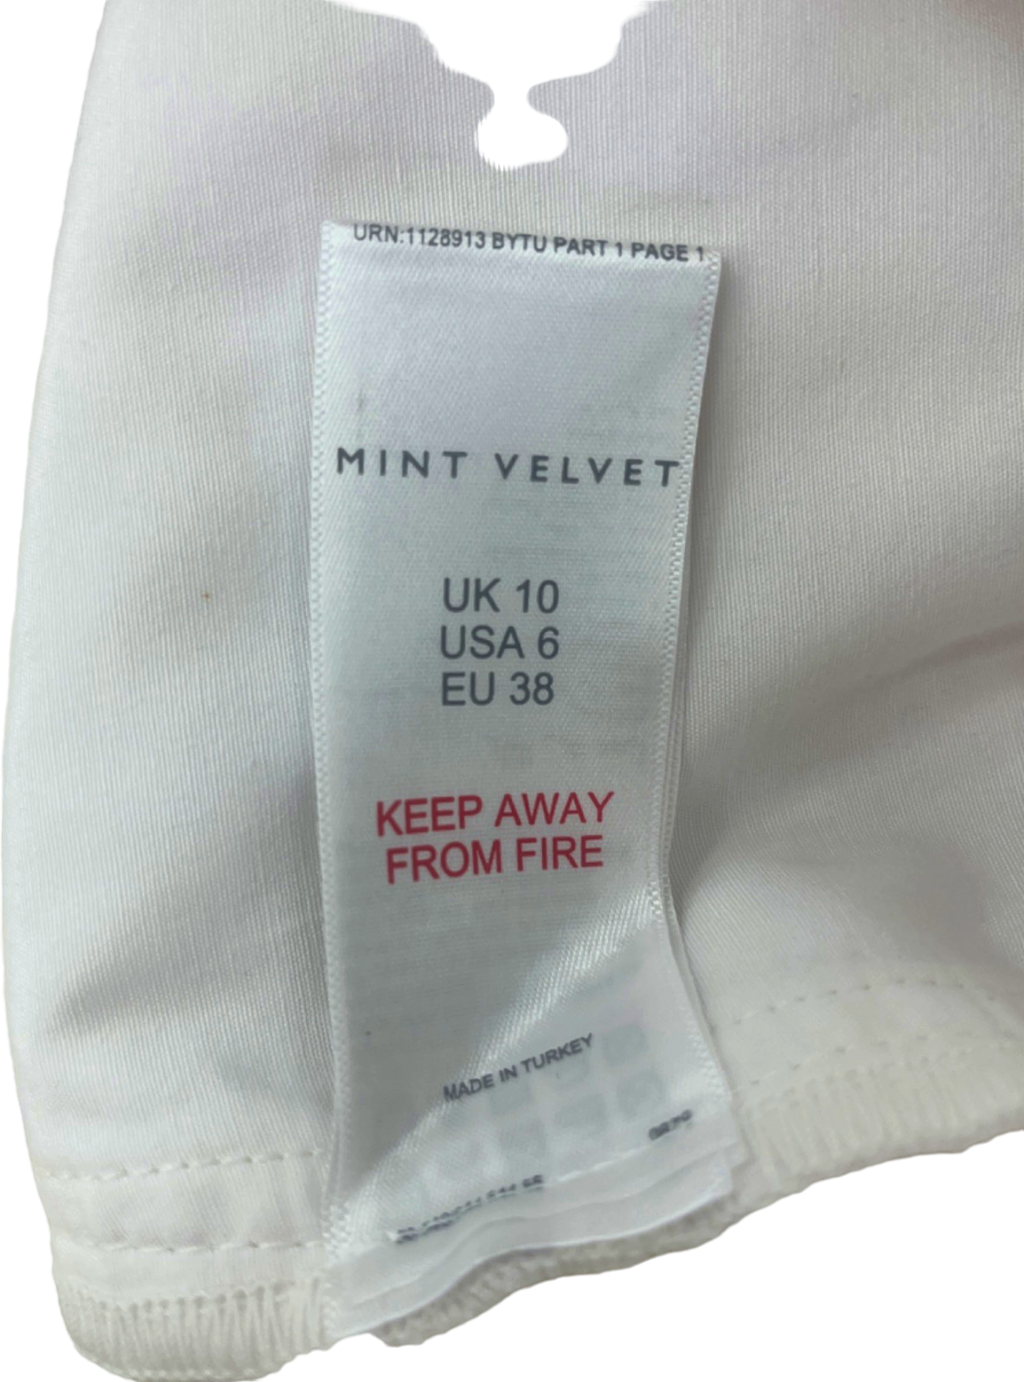 URN:1128913 BYTU PART 1 PAGE 1
MINT VELVET
UK 10
USA 6
EU 38
KEEP AWAY
FROM FIRE
MADE IN TURKEY